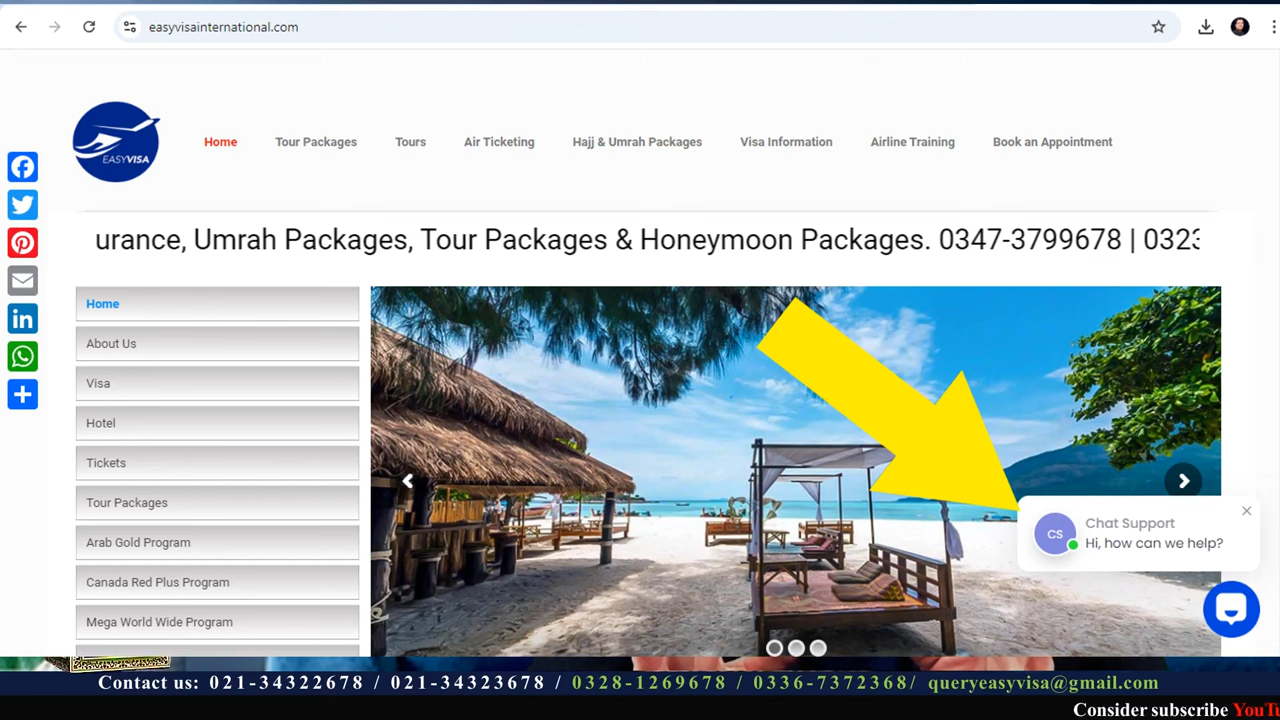 easyvisainternational.com
EASYVISA
Home Tour Packages Tours Air Ticketing Hajj & Umrah Packages Visa Information Airline Training Book an Appointment
urance, Umrah Packages, Tour Packages & Honeymoon Packages. 0347-3799678 | 0323
Home
About Us
Visa
Hotel
Tickets
Tour Packages
Arab Gold Program
Canada Red Plus Program
Mega World Wide Program
CS
Chat Support
Hi, how can we help?
Contact us: 021-34322678 / 021-34323678 / 0328-1269678 / 0336-7372368/ queryeasyvisa@gmail.com
Consider subscribe YouTu